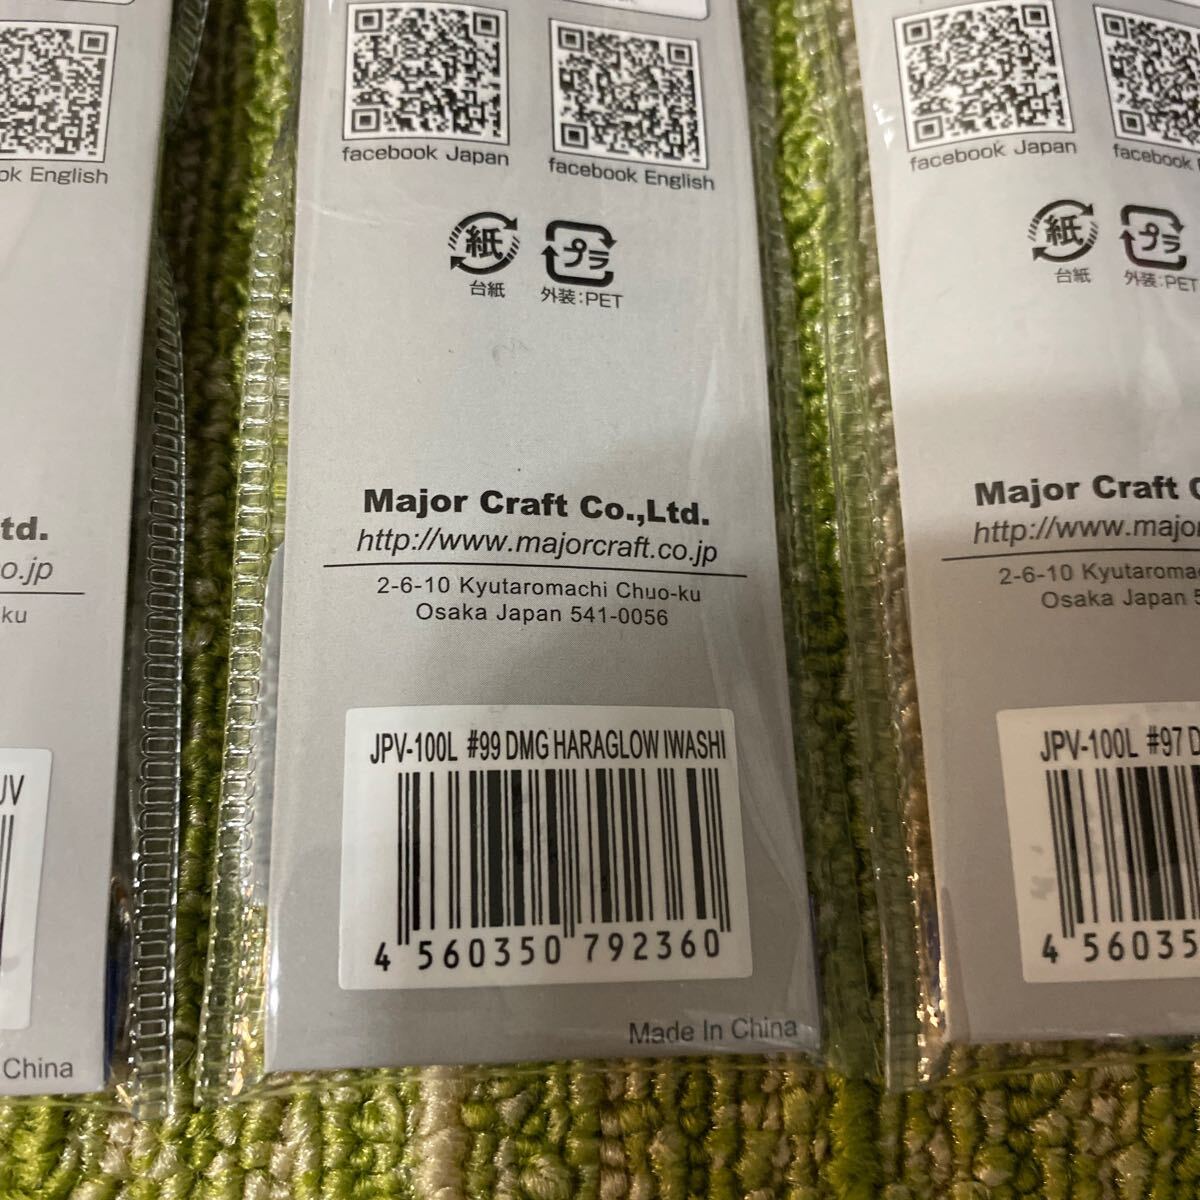 ok English
td.
o.jp
ku
UV
China
facebook Japan
facebook English
紙
プラ
台紙
外装:PET
Major Craft Co.,Ltd.
http://www.majorcraft.co.jp
2-6-10 Kyutaromachi Chuo-ku
Osaka Japan 541-0056
JPV-100L #99 DMG HARAGLOW IWASHI
4 560350 792360
Made In China
facebook Japan
facebook
紙
プラ
台紙
外装:PET
Major Craft C
http://www.major
2-6-10 Kyutaroma
Osaka Japan 5
JPV-100L #97 D
4 56035